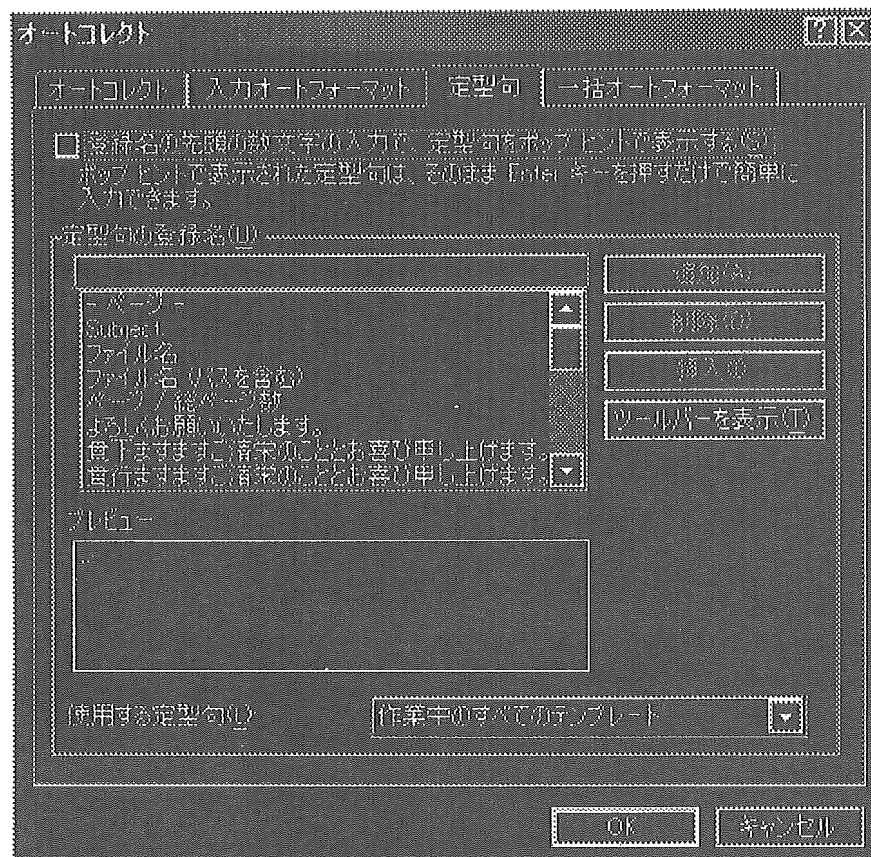 オートコレクト
オートコレクト 入力オートフォーマット 定型句 一括オートフォーマット
登録名の先頭の数文字の入力で、定型句をポップ ヒントで表示する(S)
ポップ ヒントで表示された定型句は、そのまま Enter キーを押すだけで簡単に
入力できます。
定型句の登録名(U)
追加(A)
- ページ -
Subject
削除(D)
ファイル名
ファイル名 (パスを含む)
挿入(I)
ページ / 総ページ数
よろしくお願いいたします。
ツールバーを表示(T)
貴下ますますご清栄のこととお喜び申し上げます。
貴行ますますご清栄のこととお喜び申し上げます。
プレビュー
使用する定型句(L) 作業中のすべてのテンプレート
OK キャンセル